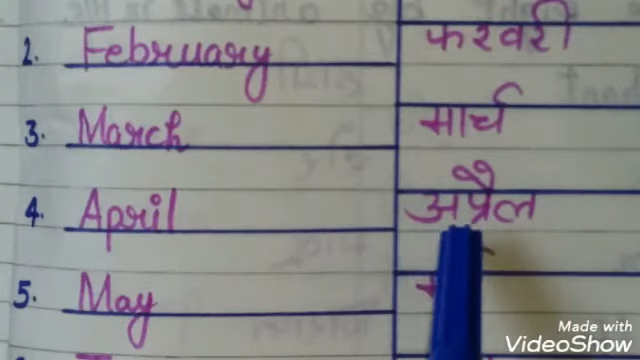 2. February फरवरी
3. March मार्च
4. April अप्रैल
5. May
Made with
VideoShow